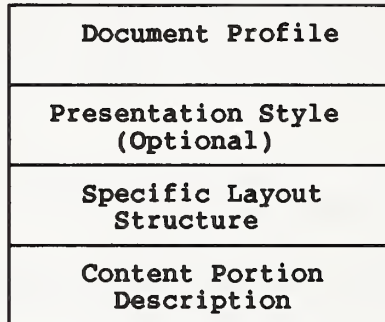 Document Profile
Presentation Style
(Optional)
Specific Layout
Structure
Content Portion
Description